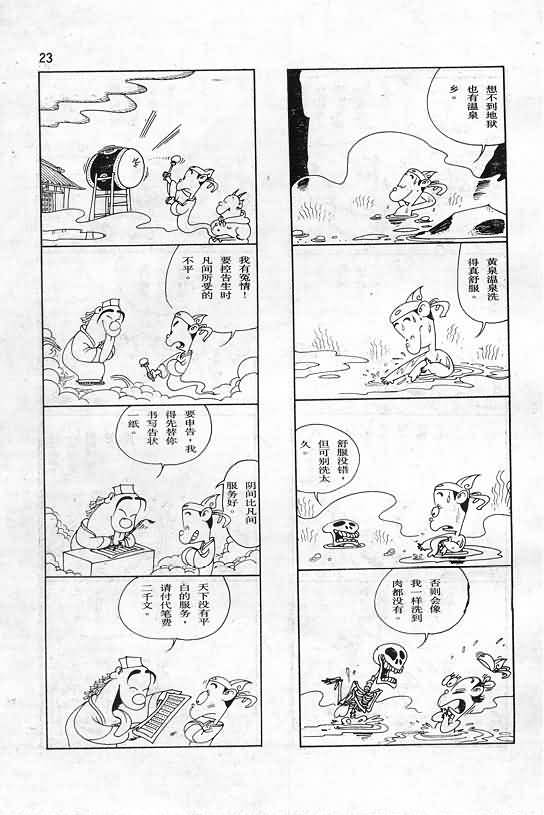 23
想不到地狱
也有温泉
乡。
黄泉温泉洗
得真舒服。
舒服没错，
但可别洗太
久。
否则会像
我一样洗到
肉都没有。
我有冤情！
要控告生时
凡间所受的
不平。
要申告，我
得先替你
书写告状
一纸。
阴间比凡间
服务好。
天下没有平
白的服务，
请付代笔费
二千文。